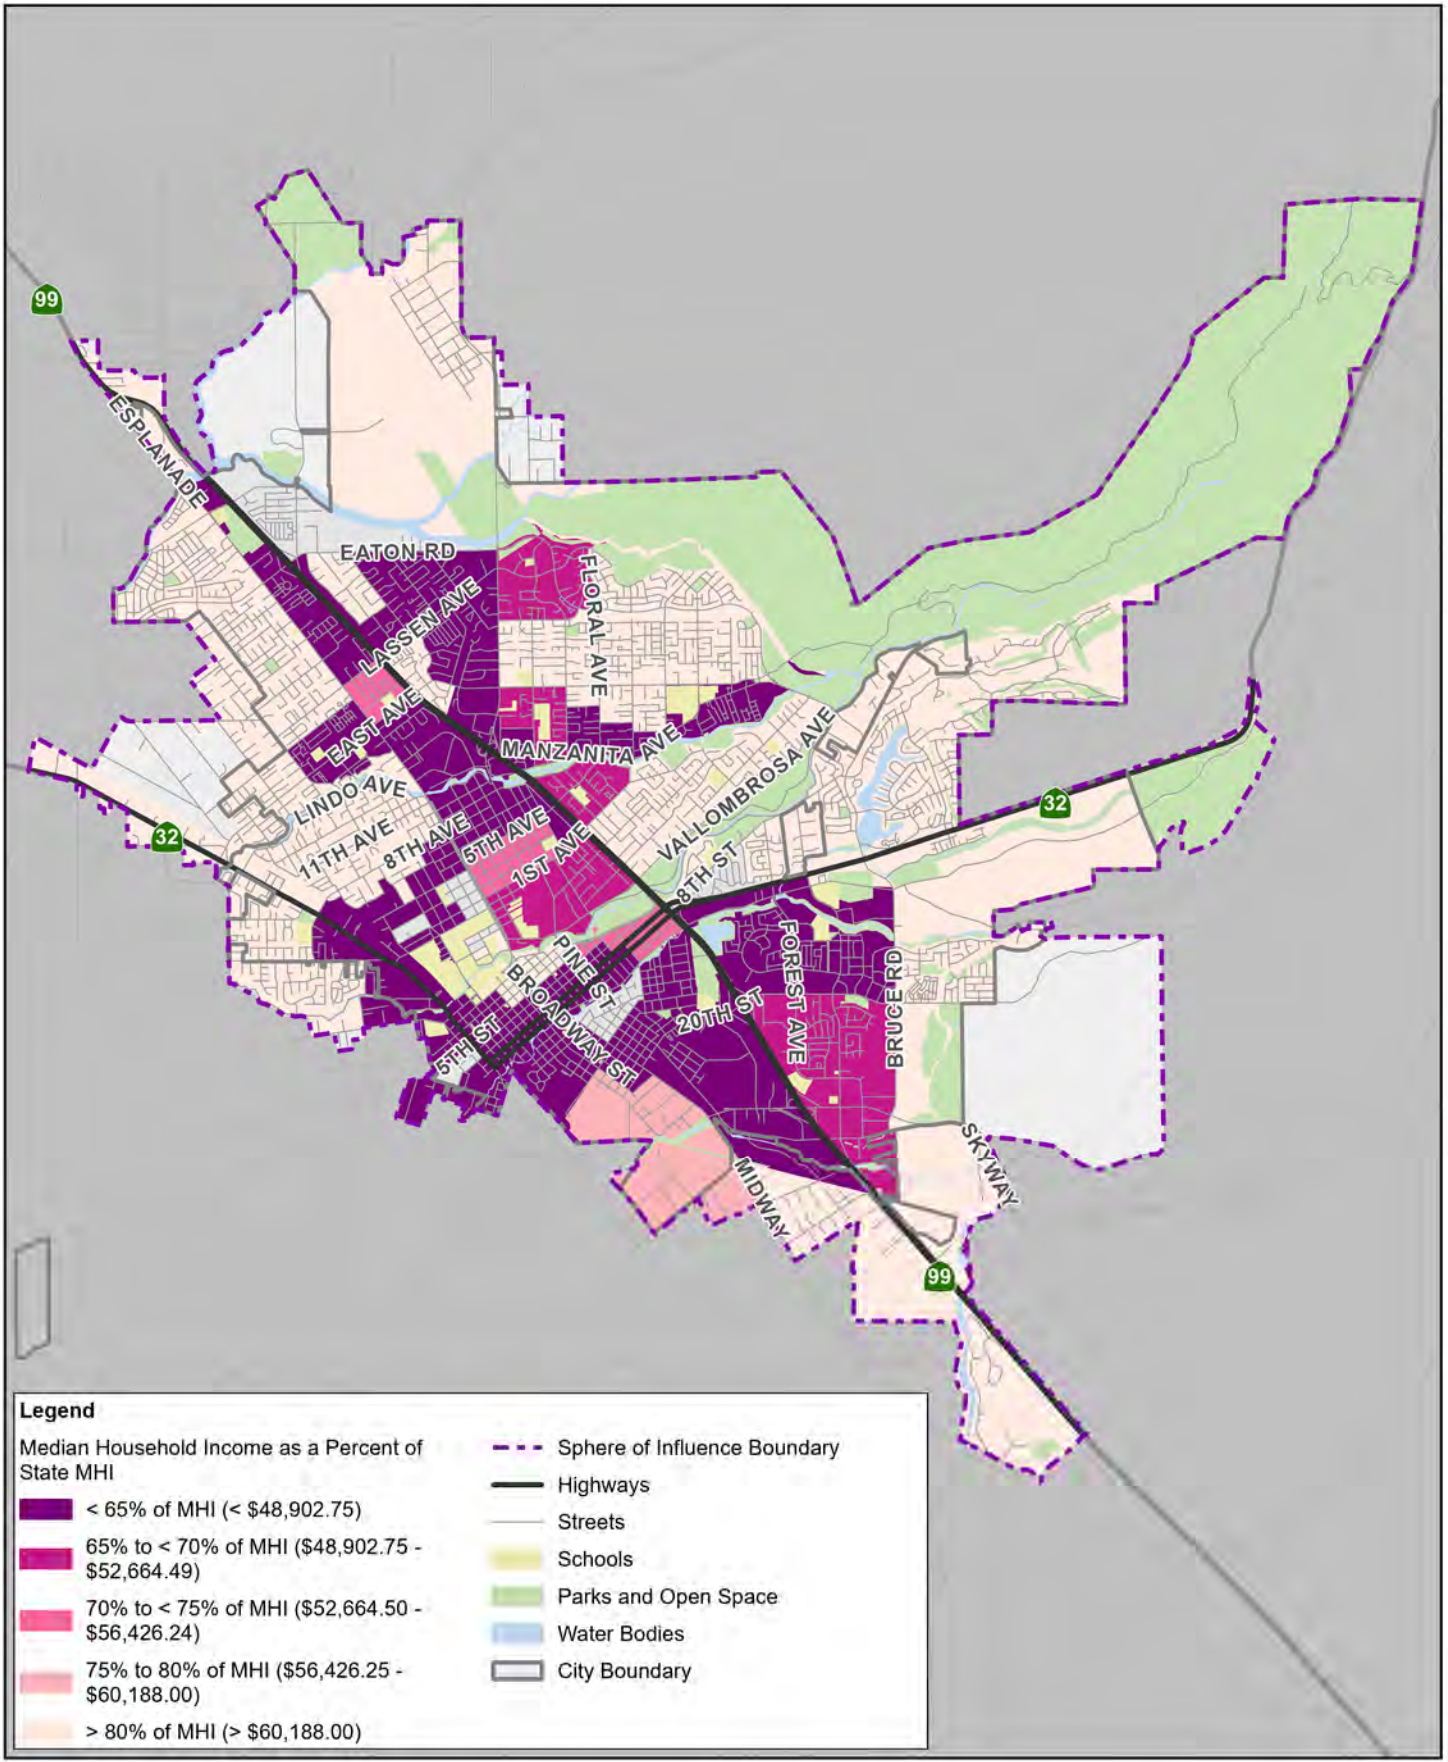 99
ESPLANADE
EATON RD
LASSEN AVE
FLORAL AVE
EAST AVE
MANZANITA AVE
LINDO AVE
VALLOMBROSA AVE
32
32
11TH AVE
8TH AVE
5TH AVE
1ST AVE
8TH ST
PINE ST
BROADWAY ST
FOREST AVE
BRUCE RD
20TH ST
5TH ST
SKYWAY
MIDWAY
99
Legend
Median Household Income as a Percent of
State MHI
< 65% of MHI (< $48,902.75)
65% to < 70% of MHI ($48,902.75 -
$52,664.49)
70% to < 75% of MHI ($52,664.50 -
$56,426.24)
75% to 80% of MHI ($56,426.25 -
$60,188.00)
> 80% of MHI (> $60,188.00)
Sphere of Influence Boundary
Highways
Streets
Schools
Parks and Open Space
Water Bodies
City Boundary